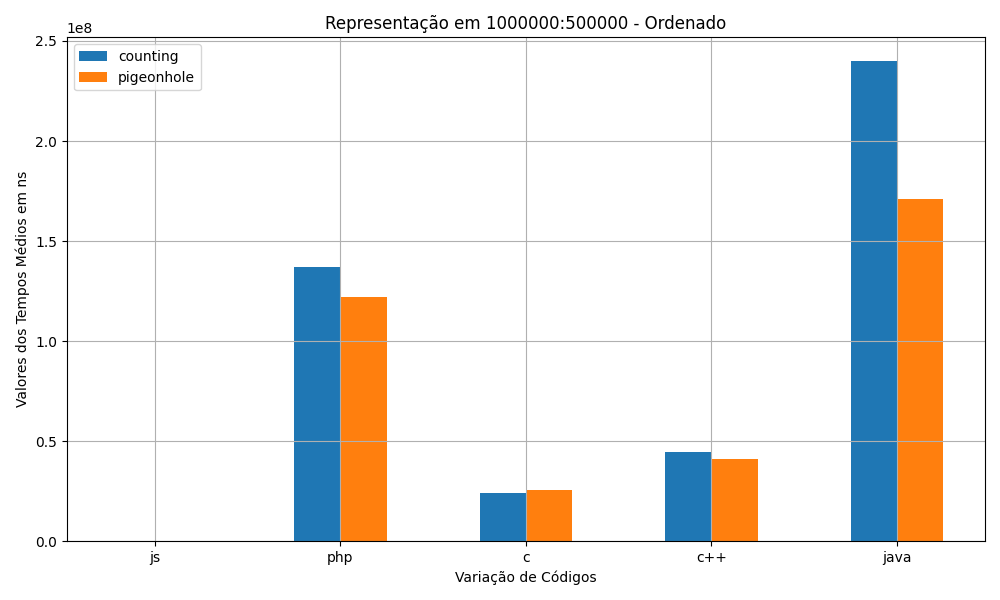 Representação em 1000000:500000 - Ordenado
1e8
counting
pigeonhole
2.5
2.0
1.5
1.0
0.5
0.0
Valores dos Tempos Médios em ns
js
php
c
c++
java
Variação de Códigos